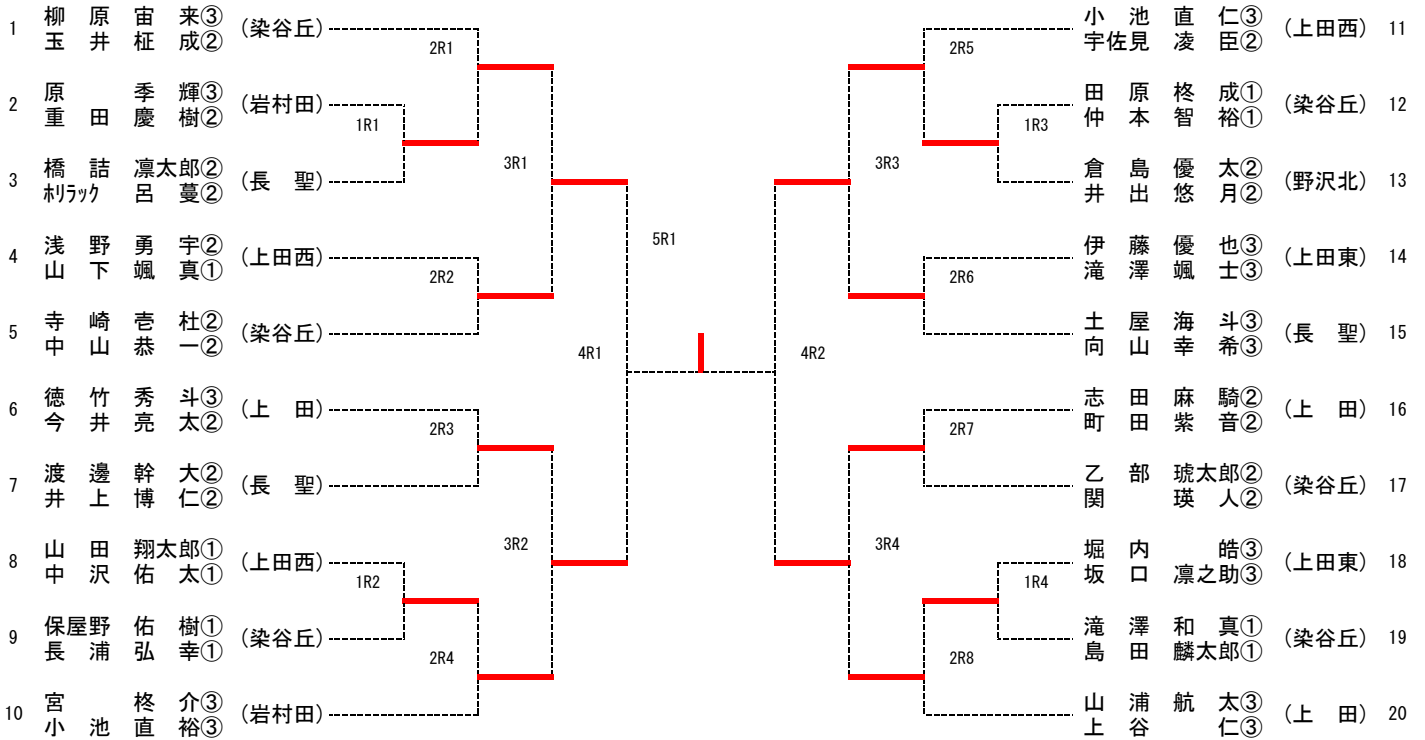 1 柳原宙来③ (染谷丘)
玉井柾成②
2 原季輝③ (岩村田)
重田慶樹②
3 橋詰凛太郎② (長聖)
ﾎﾘﾗｯｸ呂蔓②
4 浅野勇宇② (上田西)
山下颯真①
5 寺崎壱杜② (染谷丘)
中山恭一②
6 徳竹秀斗③ (上田)
今井亮太②
7 渡邊幹大② (長聖)
井上博仁②
8 山田翔太郎① (上田西)
中沢佑太①
9 保屋野佑樹① (染谷丘)
長浦弘幸①
10 宮柊介③ (岩村田)
小池直裕③
1R1
1R2
2R1
2R2
2R3
2R4
3R1
3R2
4R1
5R1
4R2
3R3
3R4
2R5
2R6
2R7
2R8
1R3
1R4
小池直仁③ (上田西) 11
宇佐見凌臣②
田原柊成① (染谷丘) 12
仲本智裕①
倉島優太② (野沢北) 13
井出悠月②
伊藤優也③ (上田東) 14
滝澤颯士③
土屋海斗③ (長聖) 15
向山幸希③
志田麻騎② (上田) 16
町田紫音②
乙部琥太郎② (染谷丘) 17
関瑛人②
堀内皓③ (上田東) 18
坂口凛之助③
滝澤和真① (染谷丘) 19
島田麟太郎①
山浦航太③ (上田) 20
上谷仁③